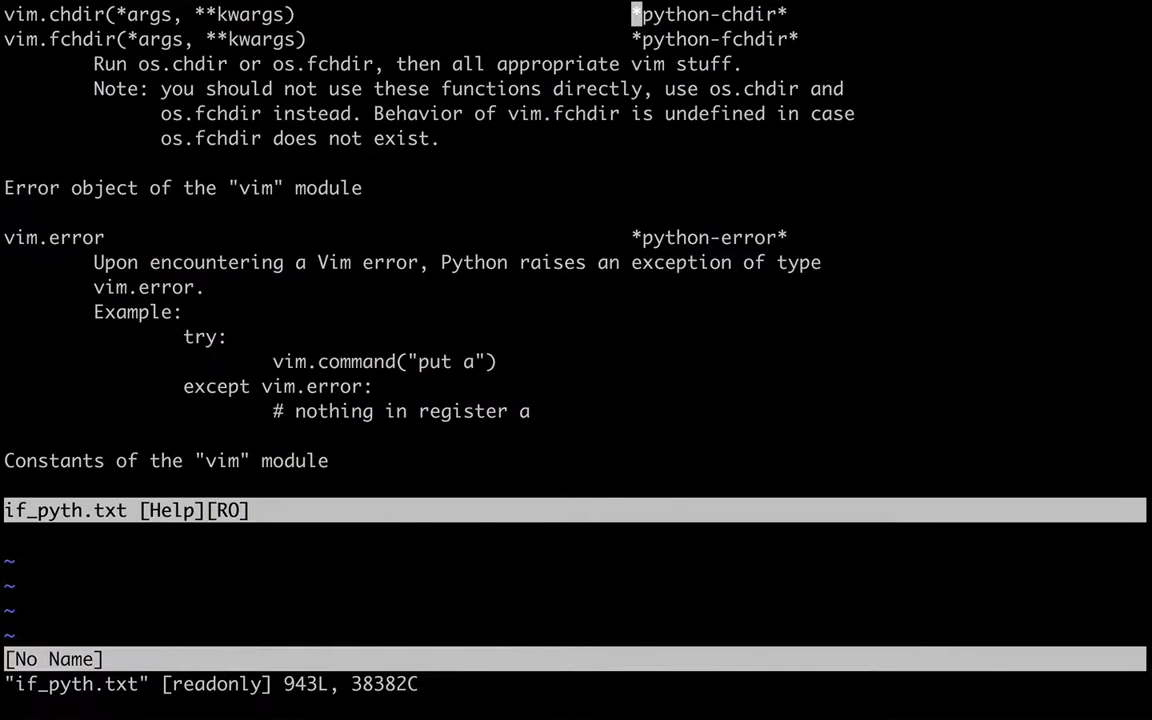 vim.chdir(*args, **kwargs) *python-chdir*
vim.fchdir(*args, **kwargs) *python-fchdir*
Run os.chdir or os.fchdir, then all appropriate vim stuff.
Note: you should not use these functions directly, use os.chdir and
os.fchdir instead. Behavior of vim.fchdir is undefined in case
os.fchdir does not exist.
Error object of the "vim" module
vim.error *python-error*
Upon encountering a Vim error, Python raises an exception of type
vim.error.
Example:
try:
vim.command("put a")
except vim.error:
# nothing in register a
Constants of the "vim" module
if_pyth.txt [Help][RO]
~
~
~
~
[No Name]
"if_pyth.txt" [readonly] 943L, 38382C